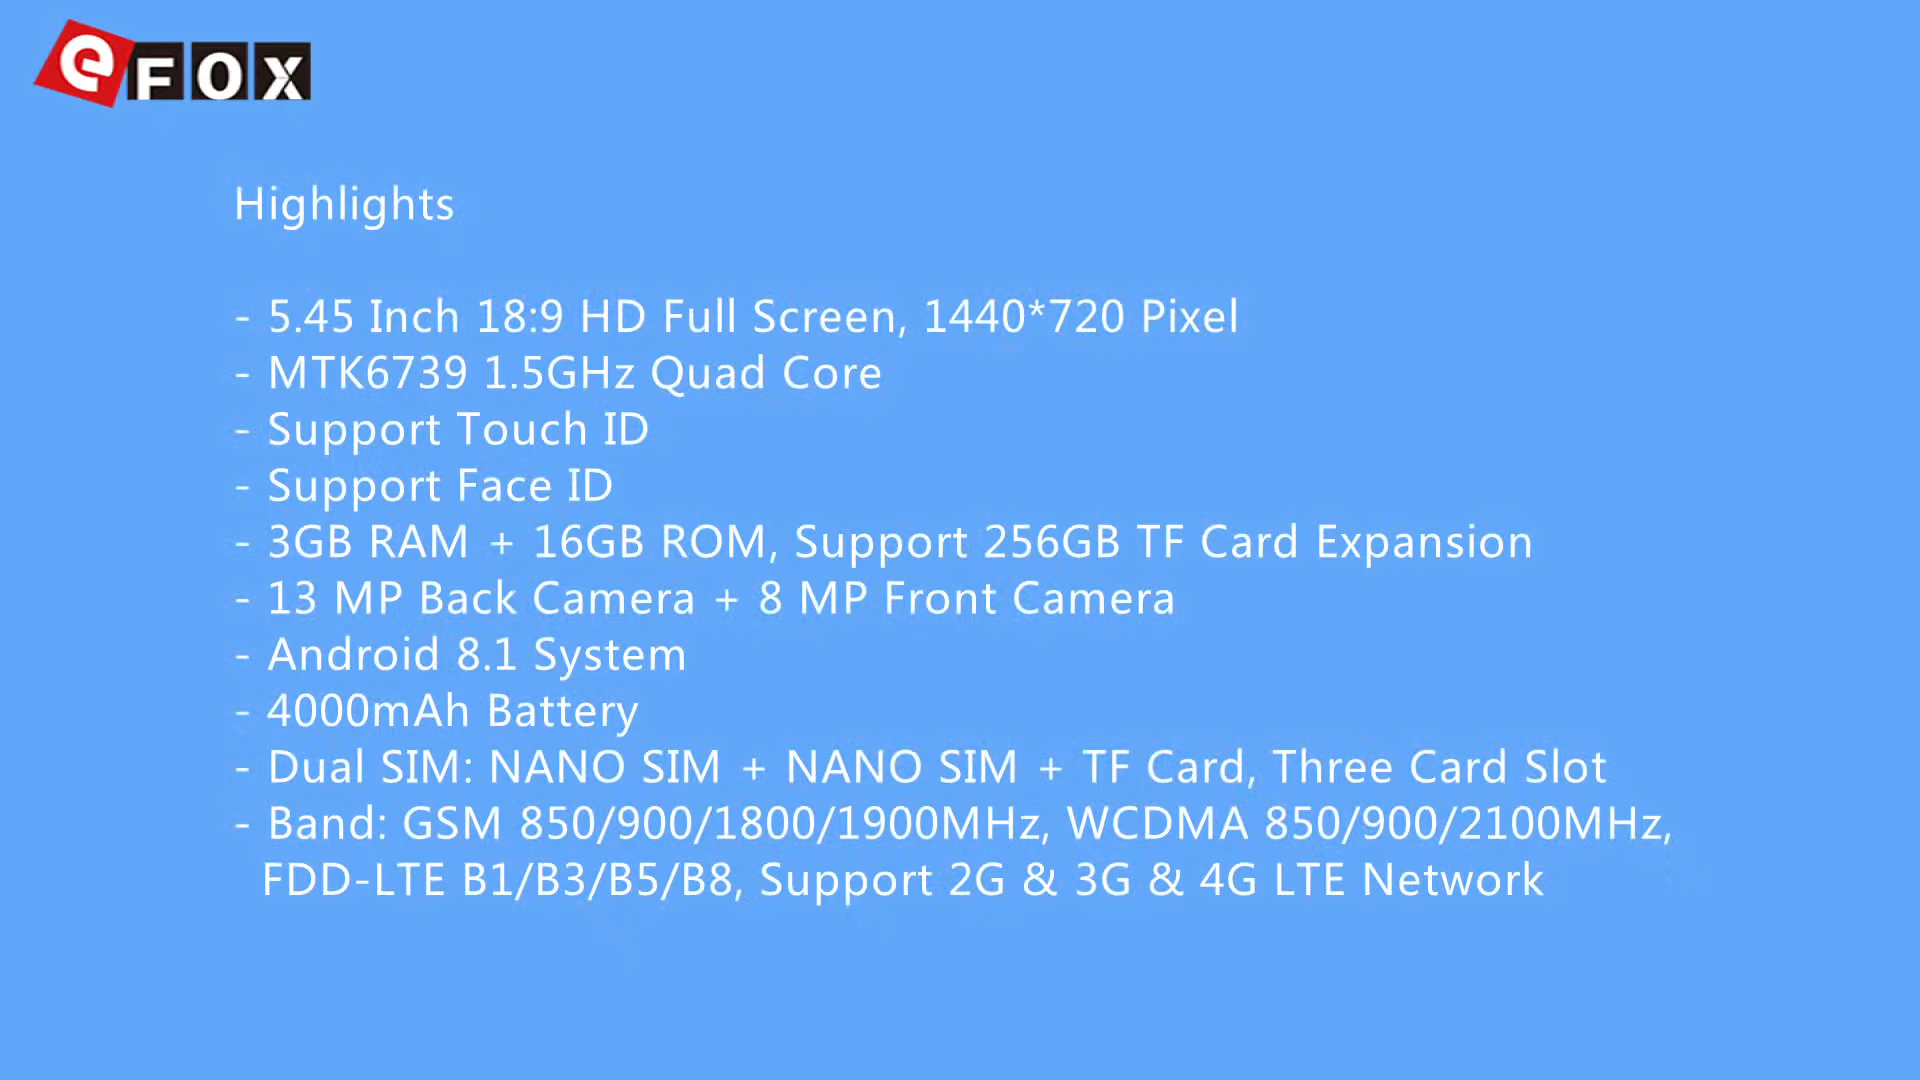 eFOX
Highlights
- 5.45 Inch 18:9 HD Full Screen, 1440*720 Pixel
- MTK6739 1.5GHz Quad Core
- Support Touch ID
- Support Face ID
- 3GB RAM + 16GB ROM, Support 256GB TF Card Expansion
- 13 MP Back Camera + 8 MP Front Camera
- Android 8.1 System
- 4000mAh Battery
- Dual SIM: NANO SIM + NANO SIM + TF Card, Three Card Slot
- Band: GSM 850/900/1800/1900MHz, WCDMA 850/900/2100MHz,
FDD-LTE B1/B3/B5/B8, Support 2G & 3G & 4G LTE Network